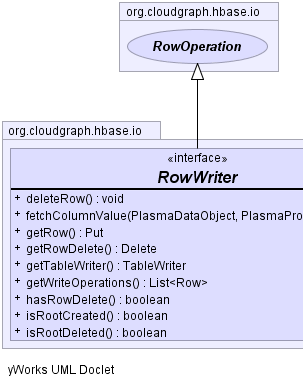 org.cloudgraph.hbase.io
RowOperation
org.cloudgraph.hbase.io
«interface»
RowWriter
+ deleteRow() : void
+ fetchColumnValue(PlasmaDataObject, PlasmaPro
+ getRow() : Put
+ getRowDelete() : Delete
+ getTableWriter() : TableWriter
+ getWriteOperations() : List<Row>
+ hasRowDelete() : boolean
+ isRootCreated() : boolean
+ isRootDeleted() : boolean
yWorks UML Doclet